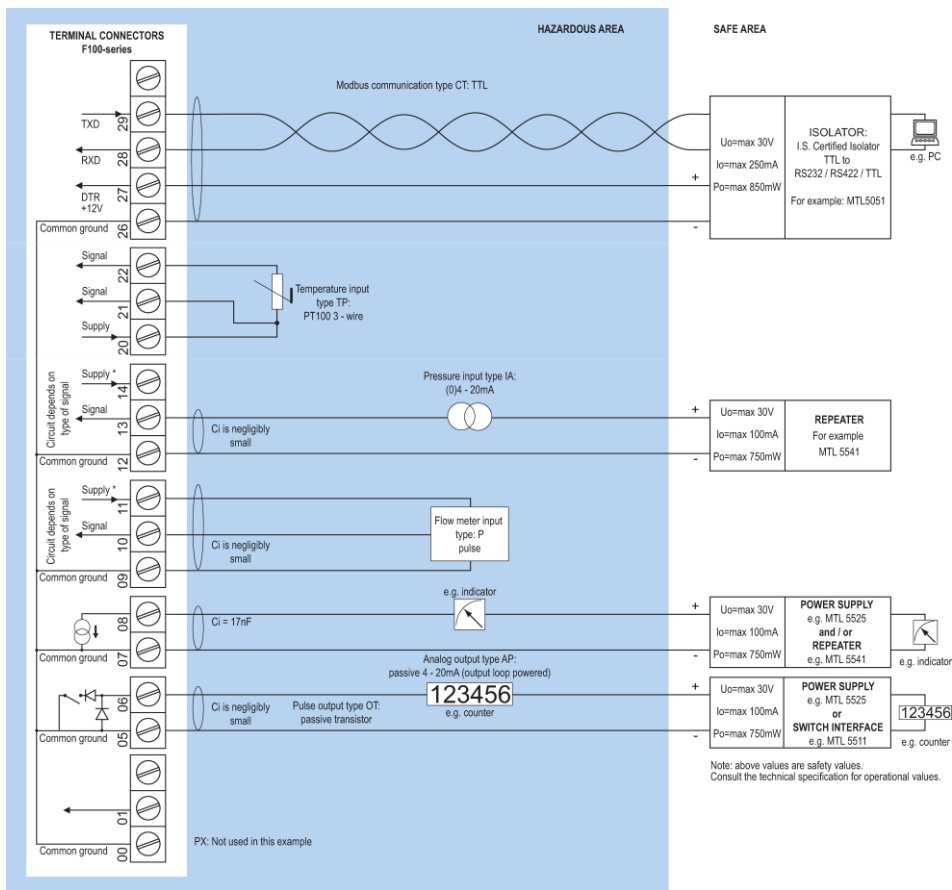 TERMINAL CONNECTORS
F100-series
HAZARDOUS AREA
SAFE AREA
Modbus communication type CT: TTL
TXD
29
RXD
28
DTR
+12V
27
Common ground
26
+
-
Uo=max 30V
Io=max 250mA
Po=max 850mW
ISOLATOR:
I.S. Certified Isolator
TTL to
RS232 / RS422 / TTL
For example: MTL5051
e.g. PC
Signal
22
Signal
21
Supply
20
Temperature input
type TP:
PT100 3 - wire
Circuit depends on
type of signal
Supply *
14
Signal
13
Common ground
12
Ci is negligibly
small
Pressure input type IA:
(0)4 - 20mA
+
-
Uo=max 30V
Io=max 100mA
Po=max 750mW
REPEATER
For example
MTL 5541
Circuit depends on
type of signal
Supply *
11
Signal
10
Common ground
09
Ci is negligibly
small
Flow meter input
type: P
pulse
08
Common ground
07
Ci = 17nF
e.g. indicator
Analog output type AP:
passive 4 - 20mA (output loop powered)
+
-
Uo=max 30V
Io=max 100mA
Po=max 750mW
POWER SUPPLY
e.g. MTL 5525
and / or
REPEATER
e.g. MTL 5541
e.g. indicator
06
Common ground
05
Ci is negligibly
small
Pulse output type OT:
passive transistor
123456
e.g. counter
+
-
Uo=max 30V
Io=max 100mA
Po=max 750mW
POWER SUPPLY
e.g. MTL 5525
or
SWITCH INTERFACE
e.g. MTL 5511
123456
e.g. counter
Note: above values are safety values.
Consult the technical specification for operational values.
01
Common ground
00
PX: Not used in this example